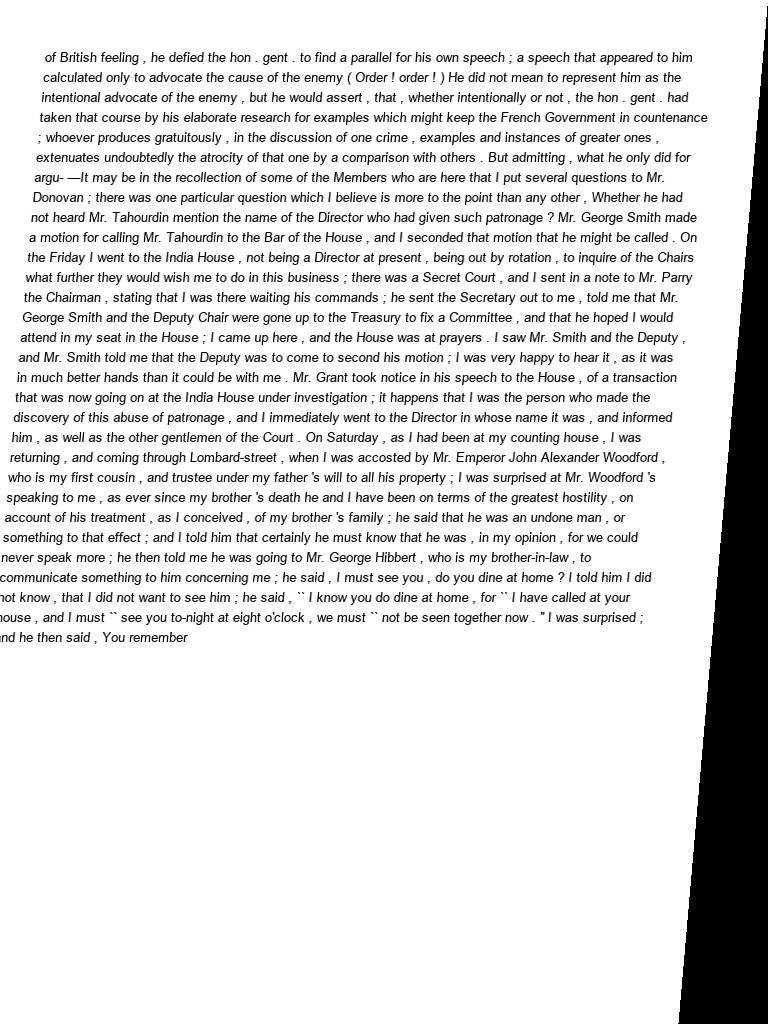 of British feeling , he defied the hon . gent . to find a parallel for his own speech ; a speech that appeared to him
calculated only to advocate the cause of the enemy ( Order ! order ! ) He did not mean to represent him as the
intentional advocate of the enemy , but he would assert , that , whether intentionally or not , the hon . gent . had
taken that course by his elaborate research for examples which might keep the French Government in countenance
; whoever produces gratuitously , in the discussion of one crime , examples and instances of greater ones ,
extenuates undoubtedly the atrocity of that one by a comparison with others . But admitting , what he only did for
argu- —It may be in the recollection of some of the Members who are here that I put several questions to Mr.
Donovan ; there was one particular question which I believe is more to the point than any other , Whether he had
not heard Mr. Tahourdin mention the name of the Director who had given such patronage ? Mr. George Smith made
a motion for calling Mr. Tahourdin to the Bar of the House , and I seconded that motion that he might be called . On
the Friday I went to the India House , not being a Director at present , being out by rotation , to inquire of the Chairs
what further they would wish me to do in this business ; there was a Secret Court , and I sent in a note to Mr. Parry
the Chairman , stating that I was there waiting his commands ; he sent the Secretary out to me , told me that Mr.
George Smith and the Deputy Chair were gone up to the Treasury to fix a Committee , and that he hoped I would
attend in my seat in the House ; I came up here , and the House was at prayers . I saw Mr. Smith and the Deputy ,
and Mr. Smith told me that the Deputy was to come to second his motion ; I was very happy to hear it , as it was
in much better hands than it could be with me . Mr. Grant took notice in his speech to the House , of a transaction
that was now going on at the India House under investigation ; it happens that I was the person who made the
discovery of this abuse of patronage , and I immediately went to the Director in whose name it was , and informed
him , as well as the other gentlemen of the Court . On Saturday , as I had been at my counting house , I was
returning , and coming through Lombard-street , when I was accosted by Mr. Emperor John Alexander Woodford ,
who is my first cousin , and trustee under my father 's will to all his property ; I was surprised at Mr. Woodford 's
speaking to me , as ever since my brother 's death he and I have been on terms of the greatest hostility , on
account of his treatment , as I conceived , of my brother 's family ; he said that he was an undone man , or
something to that effect ; and I told him that certainly he must know that he was , in my opinion , for we could
never speak more ; he then told me he was going to Mr. George Hibbert , who is my brother-in-law , to
communicate something to him concerning me ; he said , I must see you , do you dine at home ? I told him I did
not know , that I did not want to see him ; he said , `` I know you do dine at home , for `` I have called at your
house , and I must `` see you to-night at eight o'clock , we must `` not be seen together now . '' I was surprised ;
and he then said , You remember